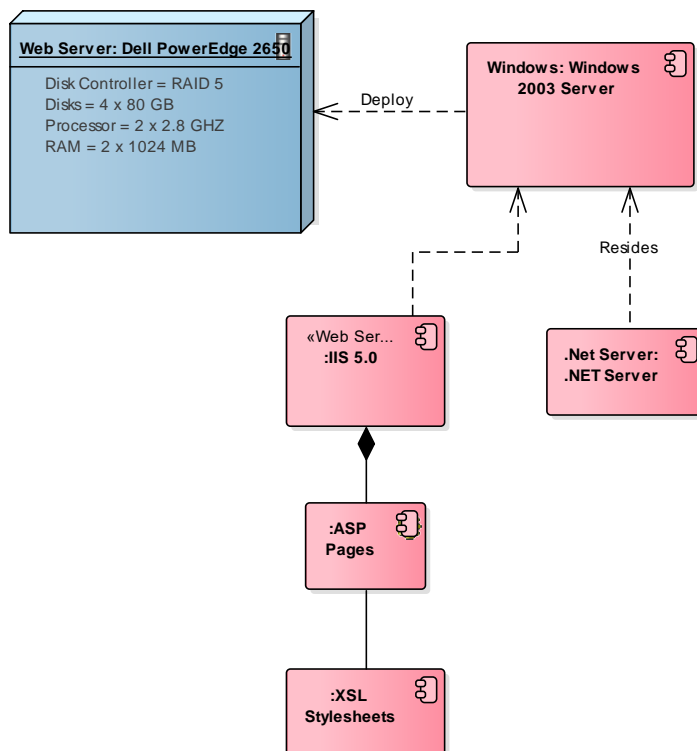 Web Server: Dell PowerEdge 2650
Disk Controller = RAID 5
Disks = 4 x 80 GB
Processor = 2 x 2.8 GHZ
RAM = 2 x 1024 MB
Deploy
Windows: Windows
2003 Server
Resides
«Web Ser...
:IIS 5.0
.Net Server:
.NET Server
:ASP
Pages
:XSL
Stylesheets